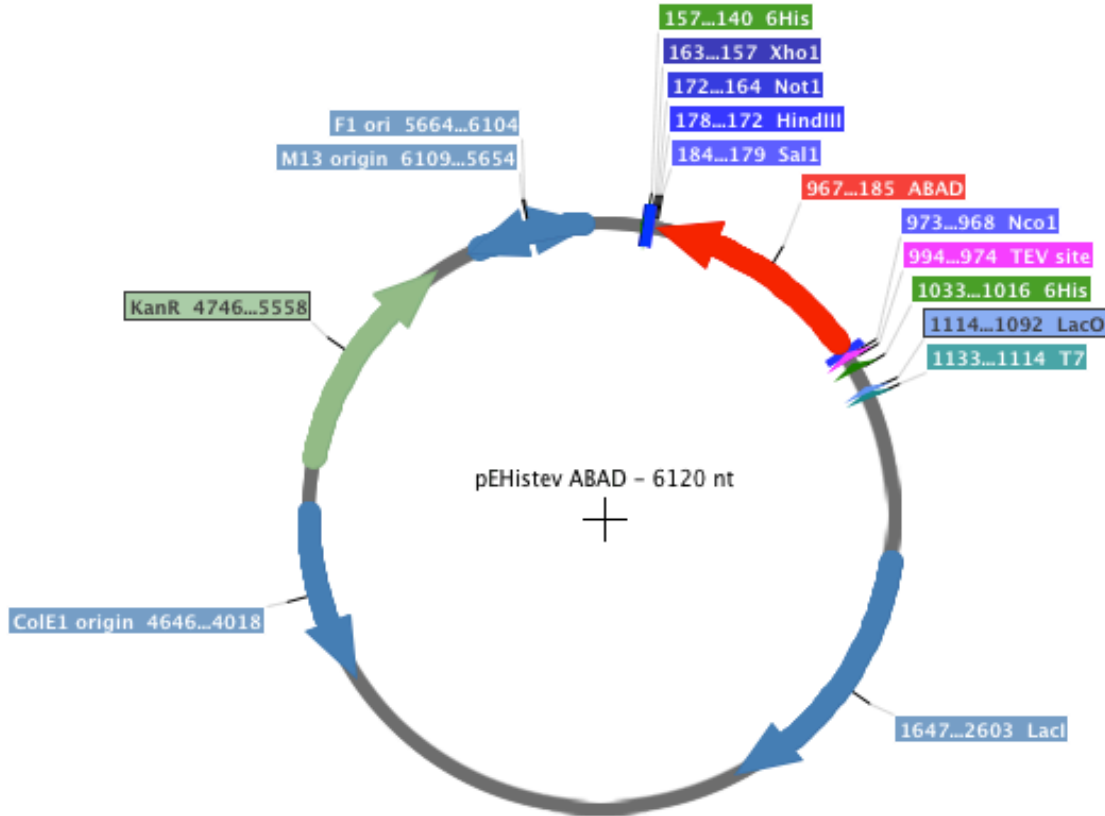 157...140 6His
163...157 Xho1
172...164 Not1
178...172 HindIII
184...179 Sal1
F1 ori 5664...6104
M13 origin 6109...5654
967...185 ABAD
973...968 Nco1
994...974 TEV site
1033...1016 6His
1114...1092 LacO
1133...1114 T7
KanR 4746...5558
pEHistev ABAD - 6120 nt
ColE1 origin 4646...4018
1647...2603 LacI